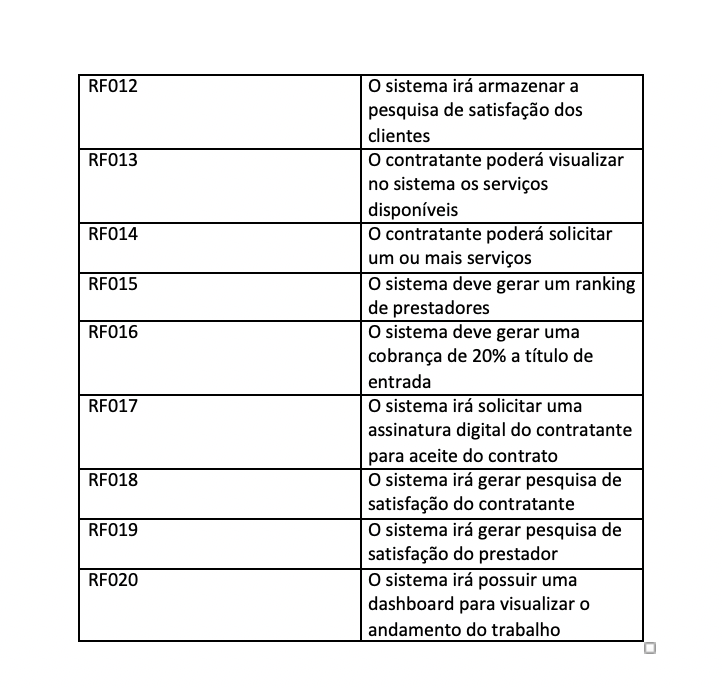 RF012
O sistema irá armazenar a
pesquisa de satisfação dos
clientes
RF013
O contratante poderá visualizar
no sistema os serviços
disponíveis
RF014
O contratante poderá solicitar
um ou mais serviços
RF015
O sistema deve gerar um ranking
de prestadores
RF016
O sistema deve gerar uma
cobrança de 20% a título de
entrada
RF017
O sistema irá solicitar uma
assinatura digital do contratante
para aceite do contrato
RF018
O sistema irá gerar pesquisa de
satisfação do contratante
RF019
O sistema irá gerar pesquisa de
satisfação do prestador
RF020
O sistema irá possuir uma
dashboard para visualizar o
andamento do trabalho